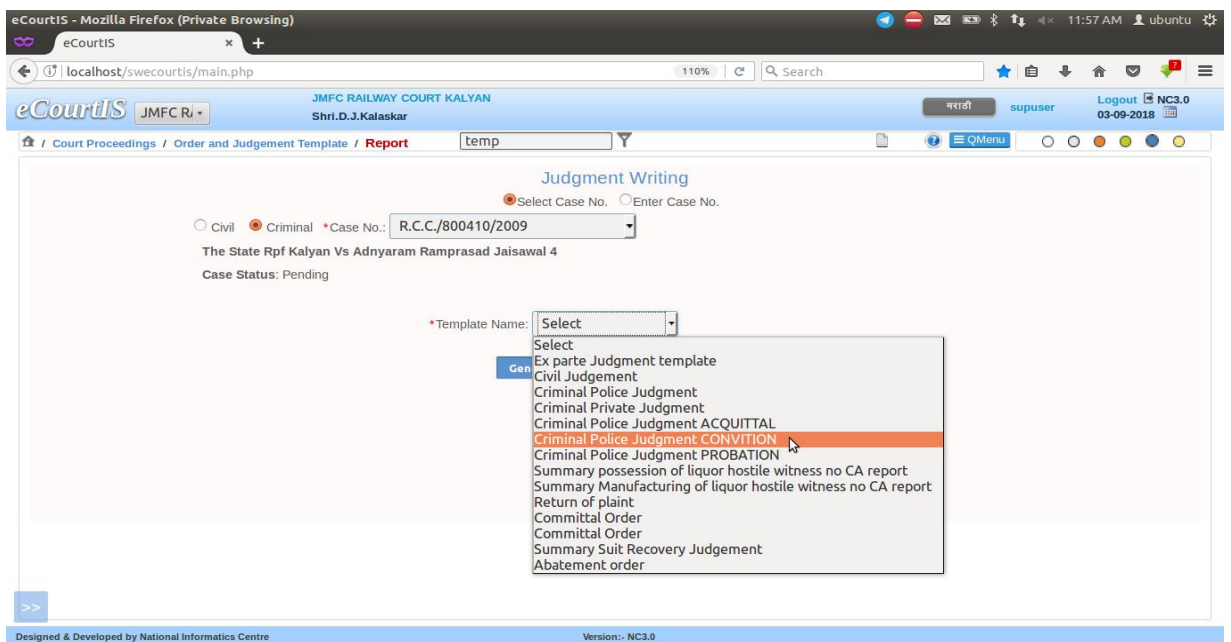 eCourtIS - Mozilla Firefox (Private Browsing)
11:57 AM ubuntu
eCourtIS × +
localhost/swecourtis/main.php 110% Search
eCourtIS JMFC R JMFC RAILWAY COURT KALYAN
Shri.D.J.Kalaskar
मराठी supuser Logout NC3.0
03-09-2018
/ Court Proceedings / Order and Judgement Template / Report temp QMenu
Judgment Writing
Select Case No. Enter Case No.
Civil Criminal *Case No.: R.C.C./800410/2009
The State Rpf Kalyan Vs Adnyaram Ramprasad Jaisawal 4
Case Status: Pending
*Template Name: Select
Select
Ex parte Judgment template
Gen
Civil Judgement
Criminal Police Judgment
Criminal Private Judgment
Criminal Police Judgment ACQUITTAL
Criminal Police Judgment CONVITION
Criminal Police Judgment PROBATION
Summary possession of liquor hostile witness no CA report
Summary Manufacturing of liquor hostile witness no CA report
Return of plaint
Committal Order
Committal Order
Summary Suit Recovery Judgement
Abatement order
>>
Designed & Developed by National Informatics Centre Version:- NC3.0